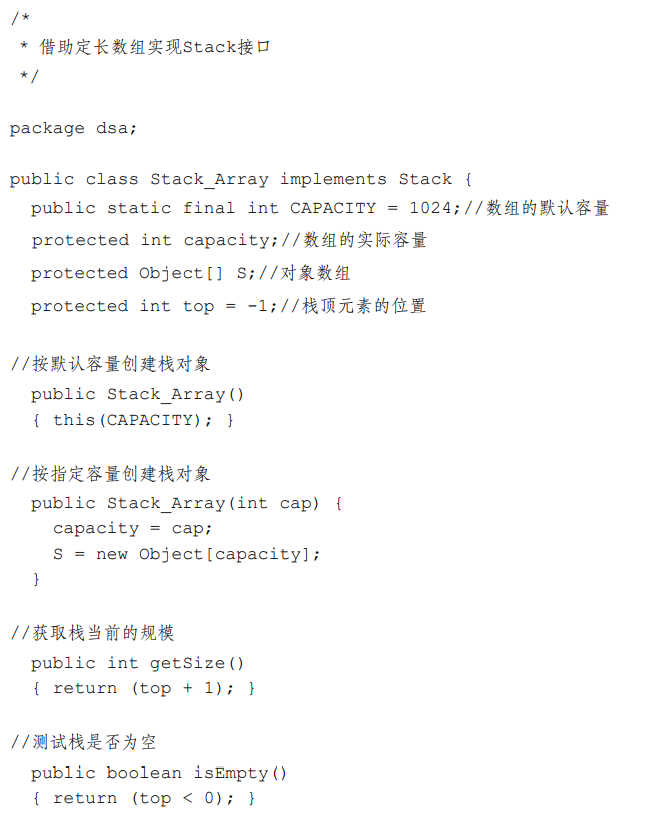 /*
 * 借助定长数组实现Stack接口
 */
package dsa;
public class Stack_Array implements Stack {
  public static final int CAPACITY = 1024;//数组的默认容量
  protected int capacity;//数组的实际容量
  protected Object[] S;//对象数组
  protected int top = -1;//栈顶元素的位置
//按默认容量创建栈对象
  public Stack_Array()
  { this(CAPACITY); }
//按指定容量创建栈对象
  public Stack_Array(int cap) {
    capacity = cap;
    S = new Object[capacity];
  }
//获取栈当前的规模
  public int getSize()
  { return (top + 1); }
//测试栈是否为空
  public boolean isEmpty()
  { return (top < 0); }